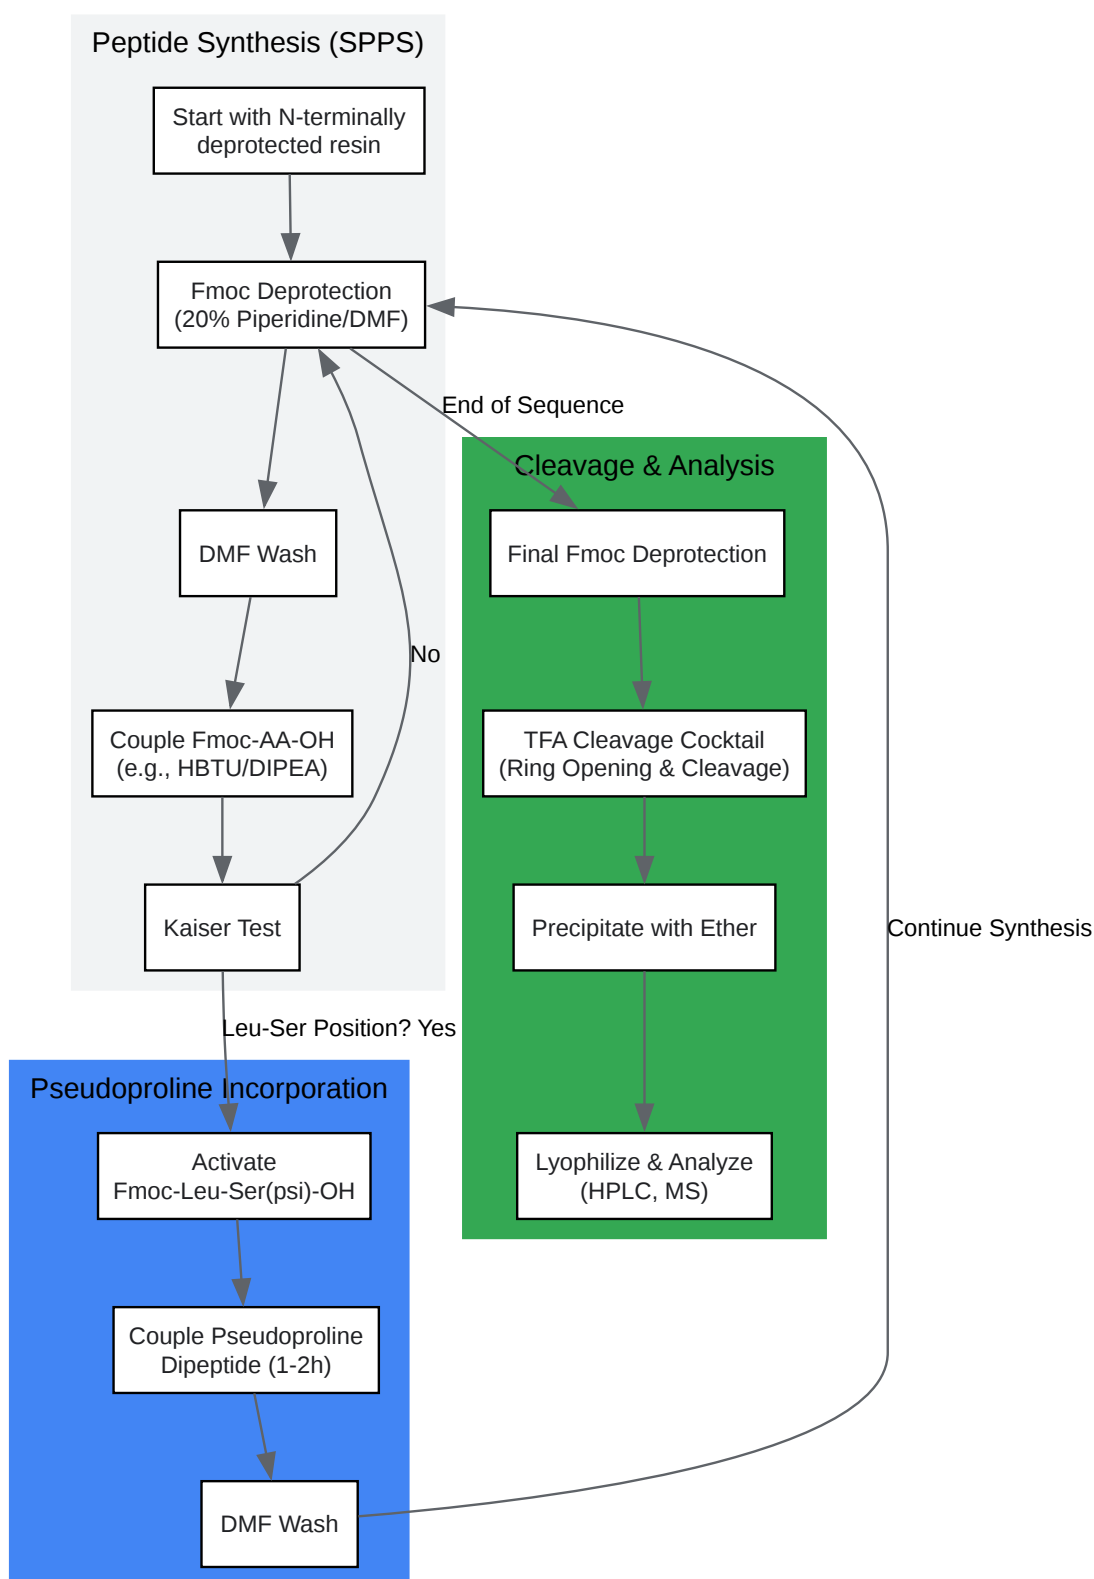 Peptide Synthesis (SPPS)
Start with N-terminally
deprotected resin
Fmoc Deprotection
(20% Piperidine/DMF)
End of Sequence
Cleavage & Analysis
DMF Wash
Final Fmoc Deprotection
No
Couple Fmoc-AA-OH
(e.g., HBTU/DIPEA)
TFA Cleavage Cocktail
(Ring Opening & Cleavage)
Kaiser Test
Precipitate with Ether
Continue Synthesis
Leu-Ser Position? Yes
Pseudoproline Incorporation
Activate
Fmoc-Leu-Ser(psi)-OH
Lyophilize & Analyze
(HPLC, MS)
Couple Pseudoproline
Dipeptide (1-2h)
DMF Wash